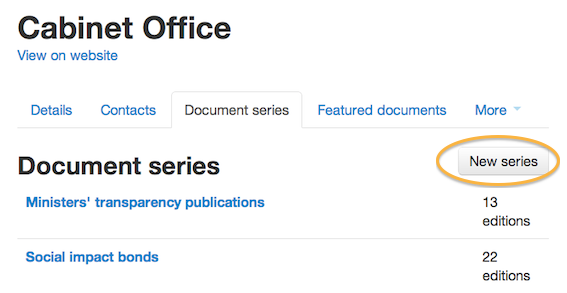 Cabinet Office
View on website
Details Contacts Document series Featured documents More
Document series New series
Ministers' transparency publications 13
editions
Social impact bonds 22
editions